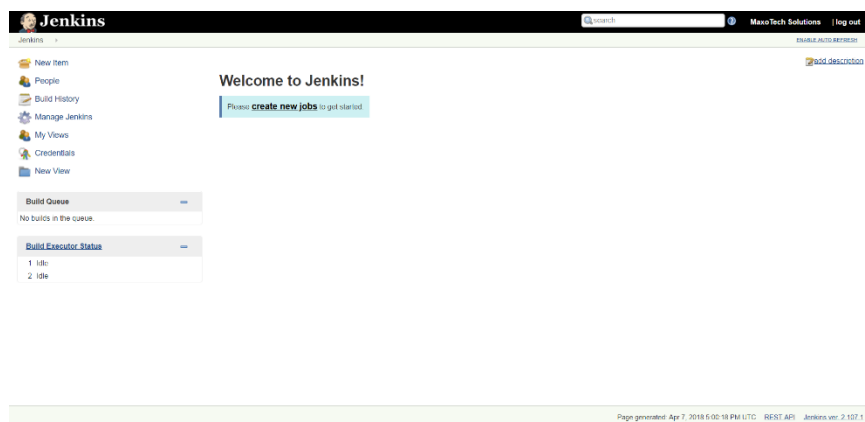 Jenkins
search
MaxoTech Solutions | log out
Jenkins
ENABLE AUTO REFRESH
New Item
add description
People
Welcome to Jenkins!
Build History
Please create new jobs to get started.
Manage Jenkins
My Views
Credentials
New View
Build Queue
No builds in the queue.
Build Executor Status
1 Idle
2 Idle
Page generated: Apr 7, 2018 5:00:18 PM UTC REST API Jenkins ver. 2.107.1